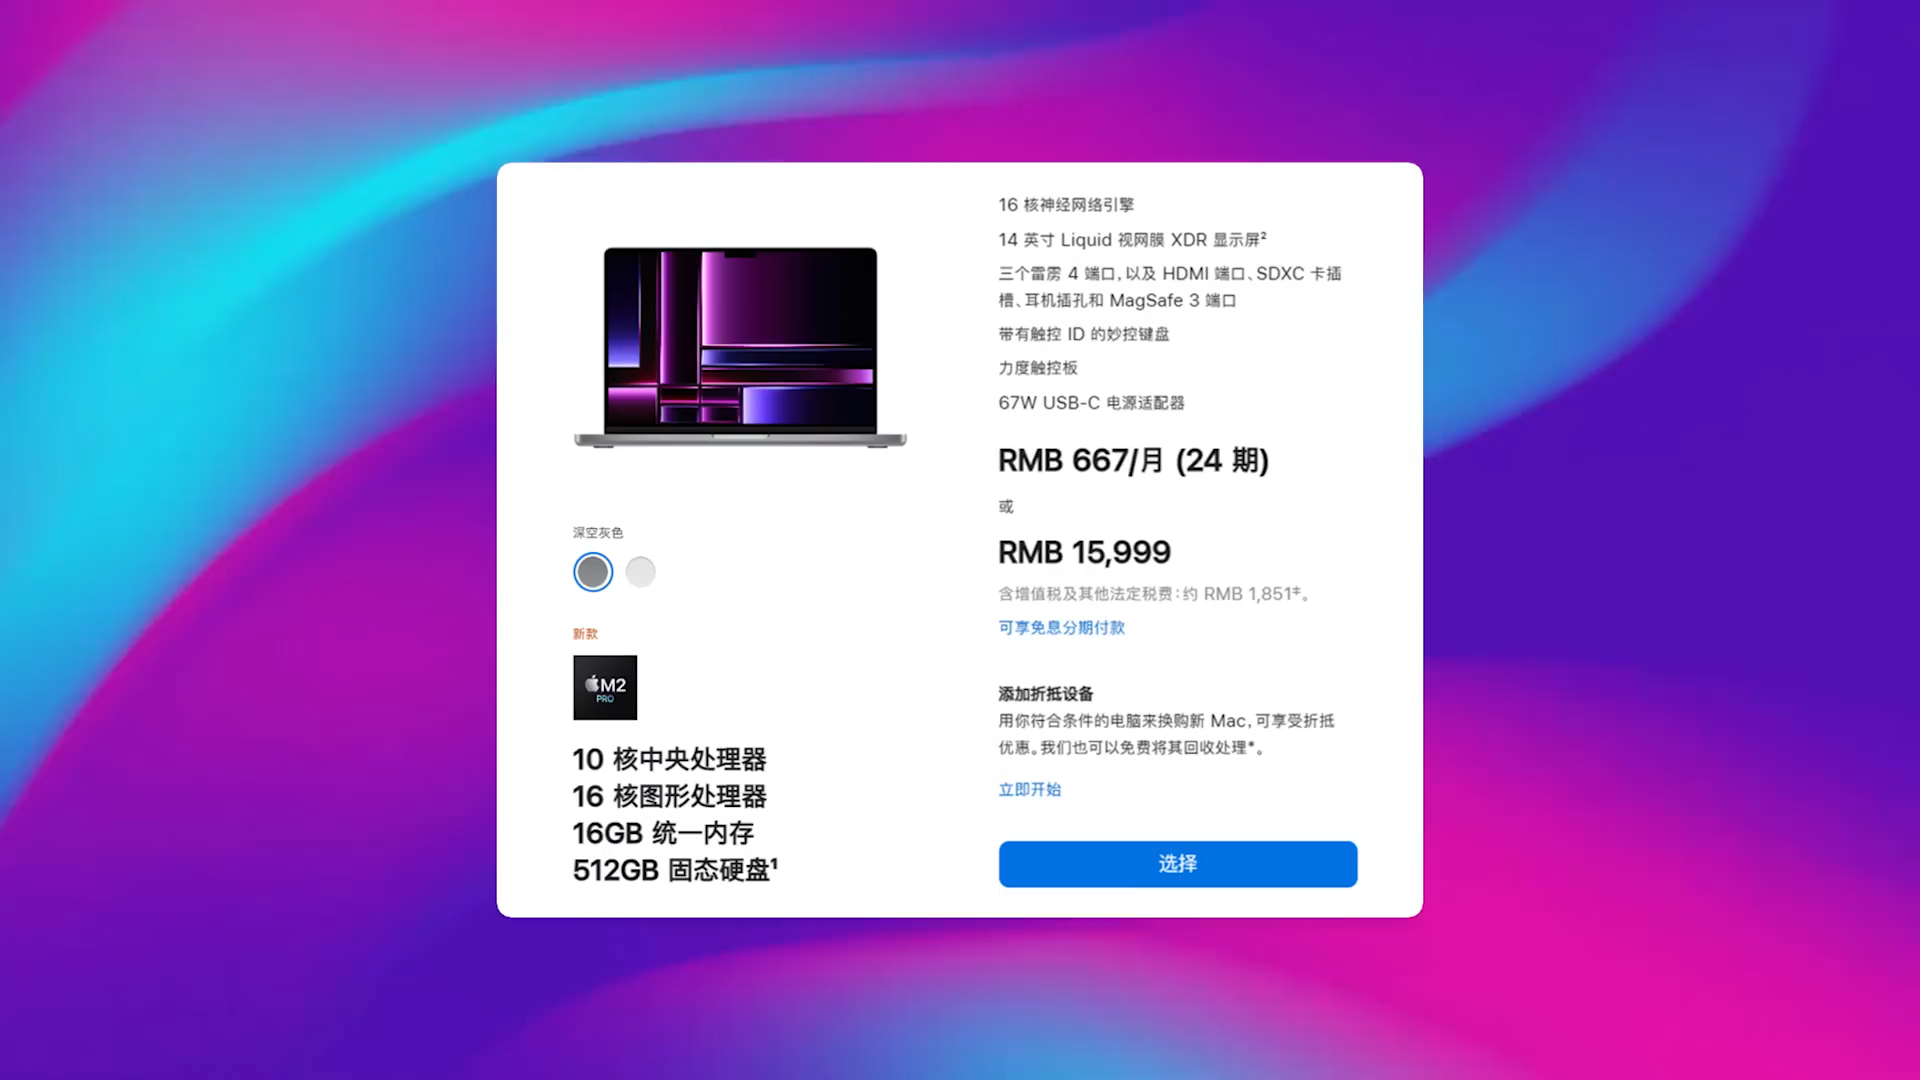 深空灰色
新款
M2
PRO
10 核中央处理器
16 核图形处理器
16GB 统一内存
512GB 固态硬盘¹
16 核神经网络引擎
14 英寸 Liquid 视网膜 XDR 显示屏²
三个雷雳 4 端口，以及 HDMI 端口、SDXC 卡插
槽、耳机插孔和 MagSafe 3 端口
带有触控 ID 的妙控键盘
力度触控板
67W USB-C 电源适配器
RMB 667/月 (24 期)
或
RMB 15,999
含增值税及其他法定税费：约 RMB 1,851‡。
可享免息分期付款
添加折抵设备
用你符合条件的电脑来换购新 Mac，可享受折抵
优惠。我们也可以免费将其回收处理*。
立即开始
选择